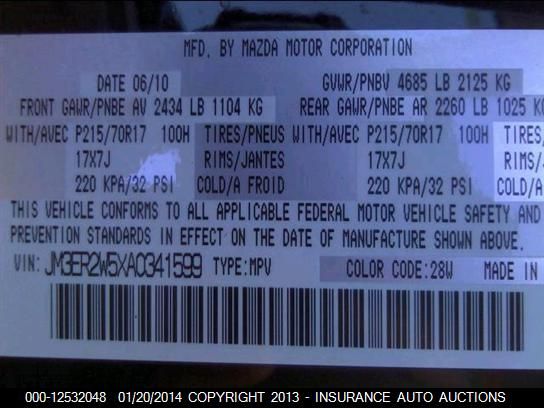 MFD. BY MAZDA MOTOR CORPORATION
DATE 06/10 GVWR/PNBV 4685 LB 2125 KG
FRONT GAWR/PNBE AV 2434 LB 1104 KG REAR GAWR/PNBE AR 2260 LB 1025 KG
WITH/AVEC P215/70R17 100H TIRES/PNEUS WITH/AVEC P215/70R17 100H TIRES/
17X7J RIMS/JANTES 17X7J RIMS/
220 KPA/32 PSI COLD/A FROID 220 KPA/32 PSI COLD/A
THIS VEHICLE CONFORMS TO ALL APPLICABLE FEDERAL MOTOR VEHICLE SAFETY AND
PREVENTION STANDARDS IN EFFECT ON THE DATE OF MANUFACTURE SHOWN ABOVE.
VIN: JM3ER2W5XA0341599 TYPE:MPV COLOR CODE:28W MADE IN
000-12532048 01/20/2014 COPYRIGHT 2013 - INSURANCE AUTO AUCTIONS